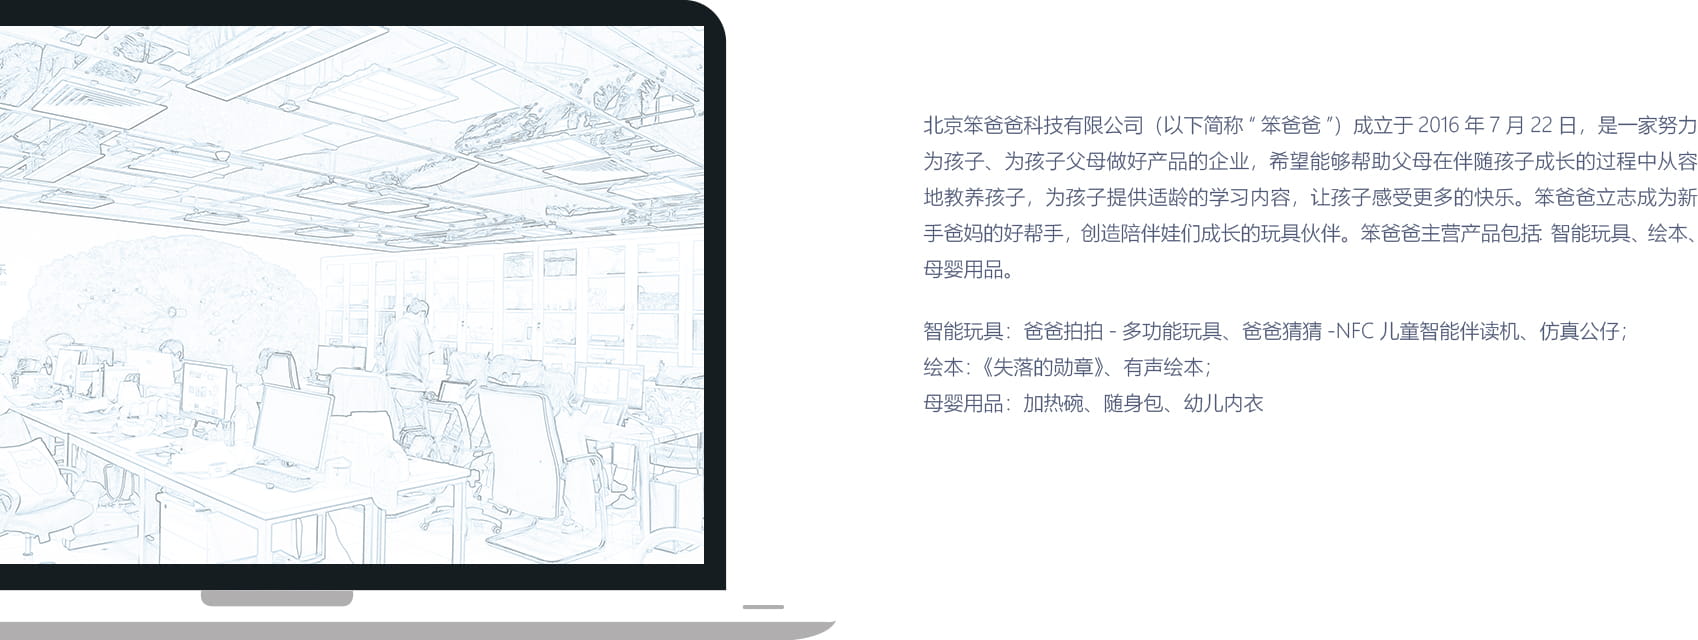 北京笨爸爸科技有限公司（以下简称“笨爸爸”）成立于 2016 年 7 月 22 日，是一家努力
为孩子、为孩子父母做好产品的企业，希望能够帮助父母在伴随孩子成长的过程中从容
地教养孩子，为孩子提供适龄的学习内容，让孩子感受更多的快乐。笨爸爸立志成为新
手爸妈的好帮手，创造陪伴娃们成长的玩具伙伴。笨爸爸主营产品包括: 智能玩具、绘本、
母婴用品。
智能玩具：爸爸拍拍 - 多功能玩具、爸爸猜猜 -NFC 儿童智能伴读机、仿真公仔；
绘本：《失落的勋章》、有声绘本；
母婴用品：加热碗、随身包、幼儿内衣